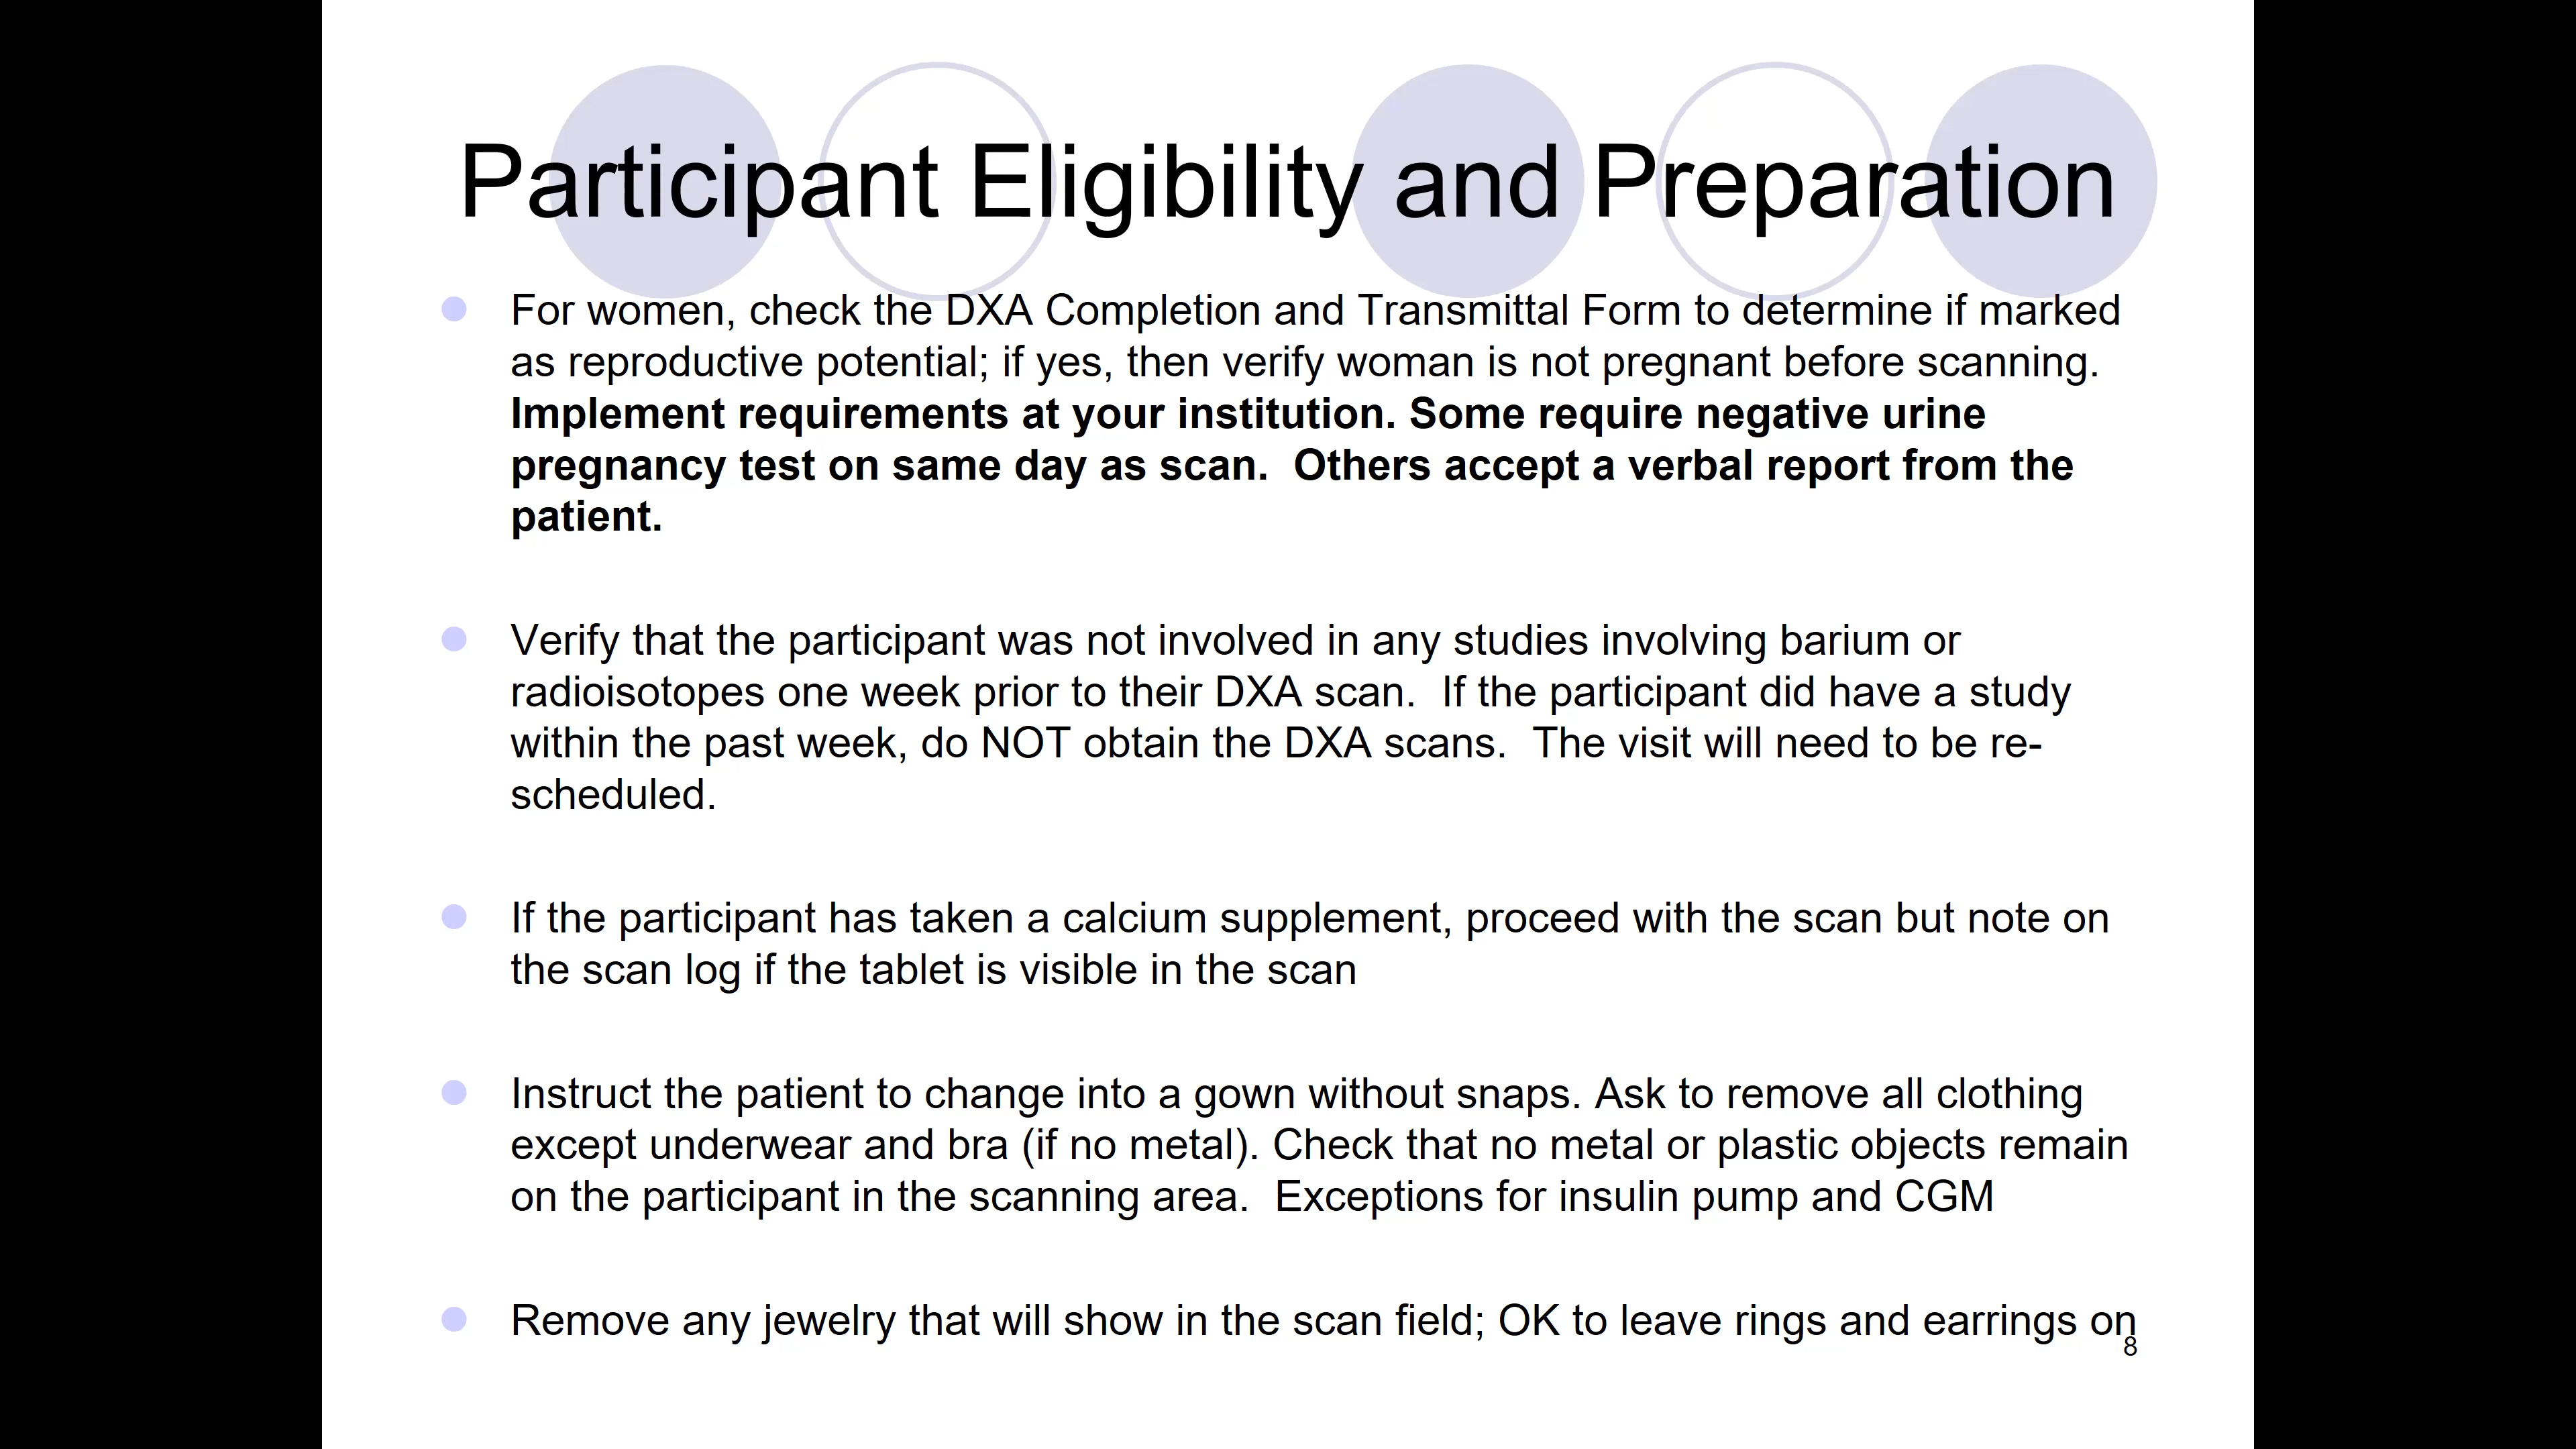 Participant Eligibility and Preparation
For women, check the DXA Completion and Transmittal Form to determine if marked
as reproductive potential; if yes, then verify woman is not pregnant before scanning.
Implement requirements at your institution. Some require negative urine
pregnancy test on same day as scan.  Others accept a verbal report from the
patient.
Verify that the participant was not involved in any studies involving barium or
radioisotopes one week prior to their DXA scan.  If the participant did have a study
within the past week, do NOT obtain the DXA scans.  The visit will need to be re-
scheduled.
If the participant has taken a calcium supplement, proceed with the scan but note on
the scan log if the tablet is visible in the scan
Instruct the patient to change into a gown without snaps. Ask to remove all clothing
except underwear and bra (if no metal). Check that no metal or plastic objects remain
on the participant in the scanning area.  Exceptions for insulin pump and CGM
Remove any jewelry that will show in the scan field; OK to leave rings and earrings on
8